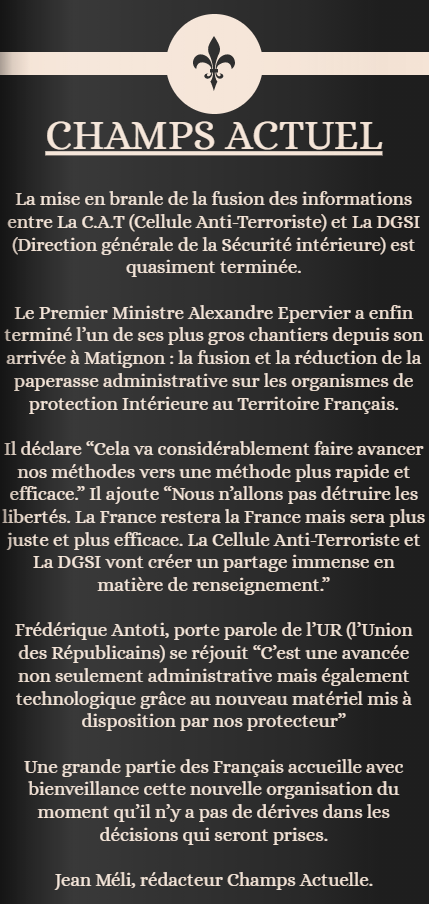 CHAMPS ACTUEL
La mise en branle de la fusion des informations
entre La C.A.T (Cellule Anti-Terroriste) et La DGSI
(Direction générale de la Sécurité intérieure) est
quasiment terminée.
Le Premier Ministre Alexandre Epervier a enfin
terminé l’un de ses plus gros chantiers depuis son
arrivée à Matignon : la fusion et la réduction de la
paperasse administrative sur les organismes de
protection Intérieure au Territoire Français.
Il déclare “Cela va considérablement faire avancer
nos méthodes vers une méthode plus rapide et
efficace.” Il ajoute “Nous n’allons pas détruire les
libertés. La France restera la France mais sera plus
juste et plus efficace. La Cellule Anti-Terroriste et
La DGSI vont créer un partage immense en
matière de renseignement.”
Frédérique Antoti, porte parole de l’UR (l’Union
des Républicains) se réjouit “C’est une avancée
non seulement administrative mais également
technologique grâce au nouveau matériel mis à
disposition par nos protecteur”
Une grande partie des Français accueille avec
bienveillance cette nouvelle organisation du
moment qu’il n’y a pas de dérives dans les
décisions qui seront prises.
Jean Méli, rédacteur Champs Actuelle.